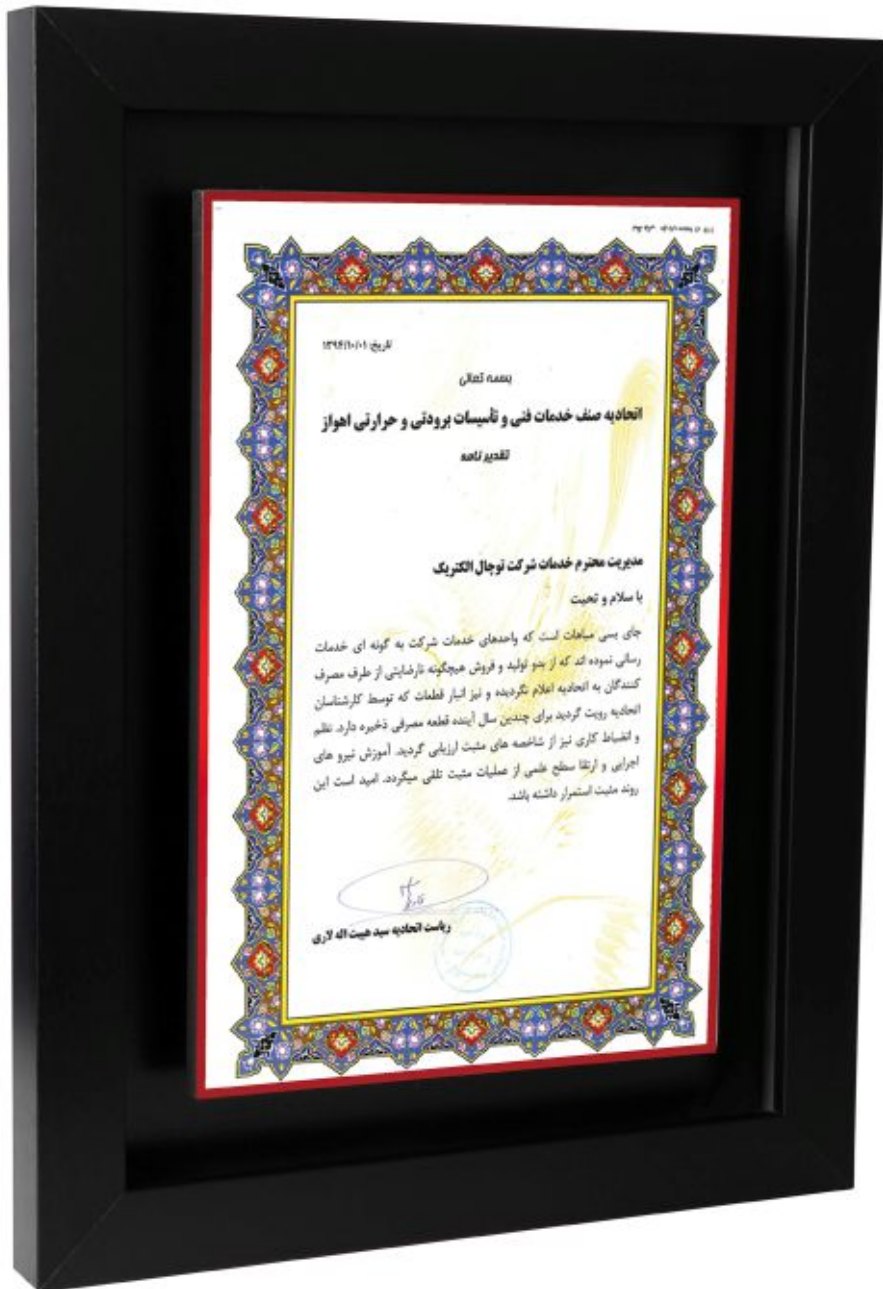 تاریخ: ۱۳۹۴/۱۰/۰۱
بسمه تعالی
اتحادیه صنف خدمات فنی و تأسیسات برودتی و حرارتی اهواز
تقدیر نامه
مدیریت محترم خدمات شرکت توچال الکتریک
با سلام و تحیت
جای بسی مباهات است که واحدهای خدمات شرکت به گونه ای خدمات
رسانی نموده اند که از بدو تولید و فروش هیچگونه نارضایتی از طرف مصرف
کنندگان به اتحادیه اعلام نگردیده و نیز انبار قطعات که توسط کارشناسان
اتحادیه رویت گردید برای چندین سال آینده قطعه مصرفی ذخیره دارد. نظم
و انضباط کاری نیز از شاخصه های مثبت ارزیابی گردید. آموزش نیرو های
اجرایی و ارتقا سطح علمی از عملیات مثبت تلقی میگردد. امید است این
روند مثبت استمرار داشته باشد.
ریاست اتحادیه سید هیبت اله لاری